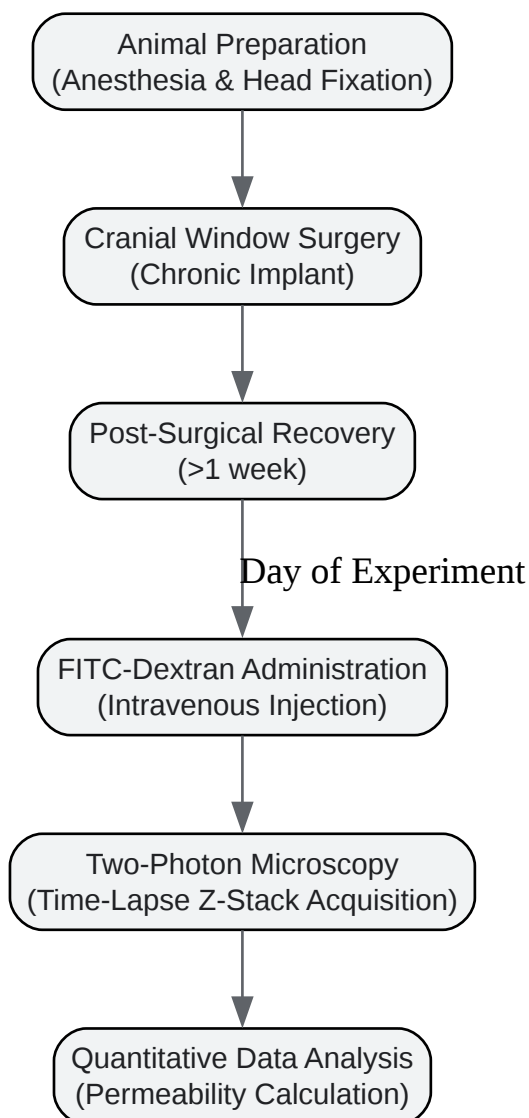 Animal Preparation
(Anesthesia & Head Fixation)
Cranial Window Surgery
(Chronic Implant)
Post-Surgical Recovery
(>1 week)
Day of Experiment
FITC-Dextran Administration
(Intravenous Injection)
Two-Photon Microscopy
(Time-Lapse Z-Stack Acquisition)
Quantitative Data Analysis
(Permeability Calculation)